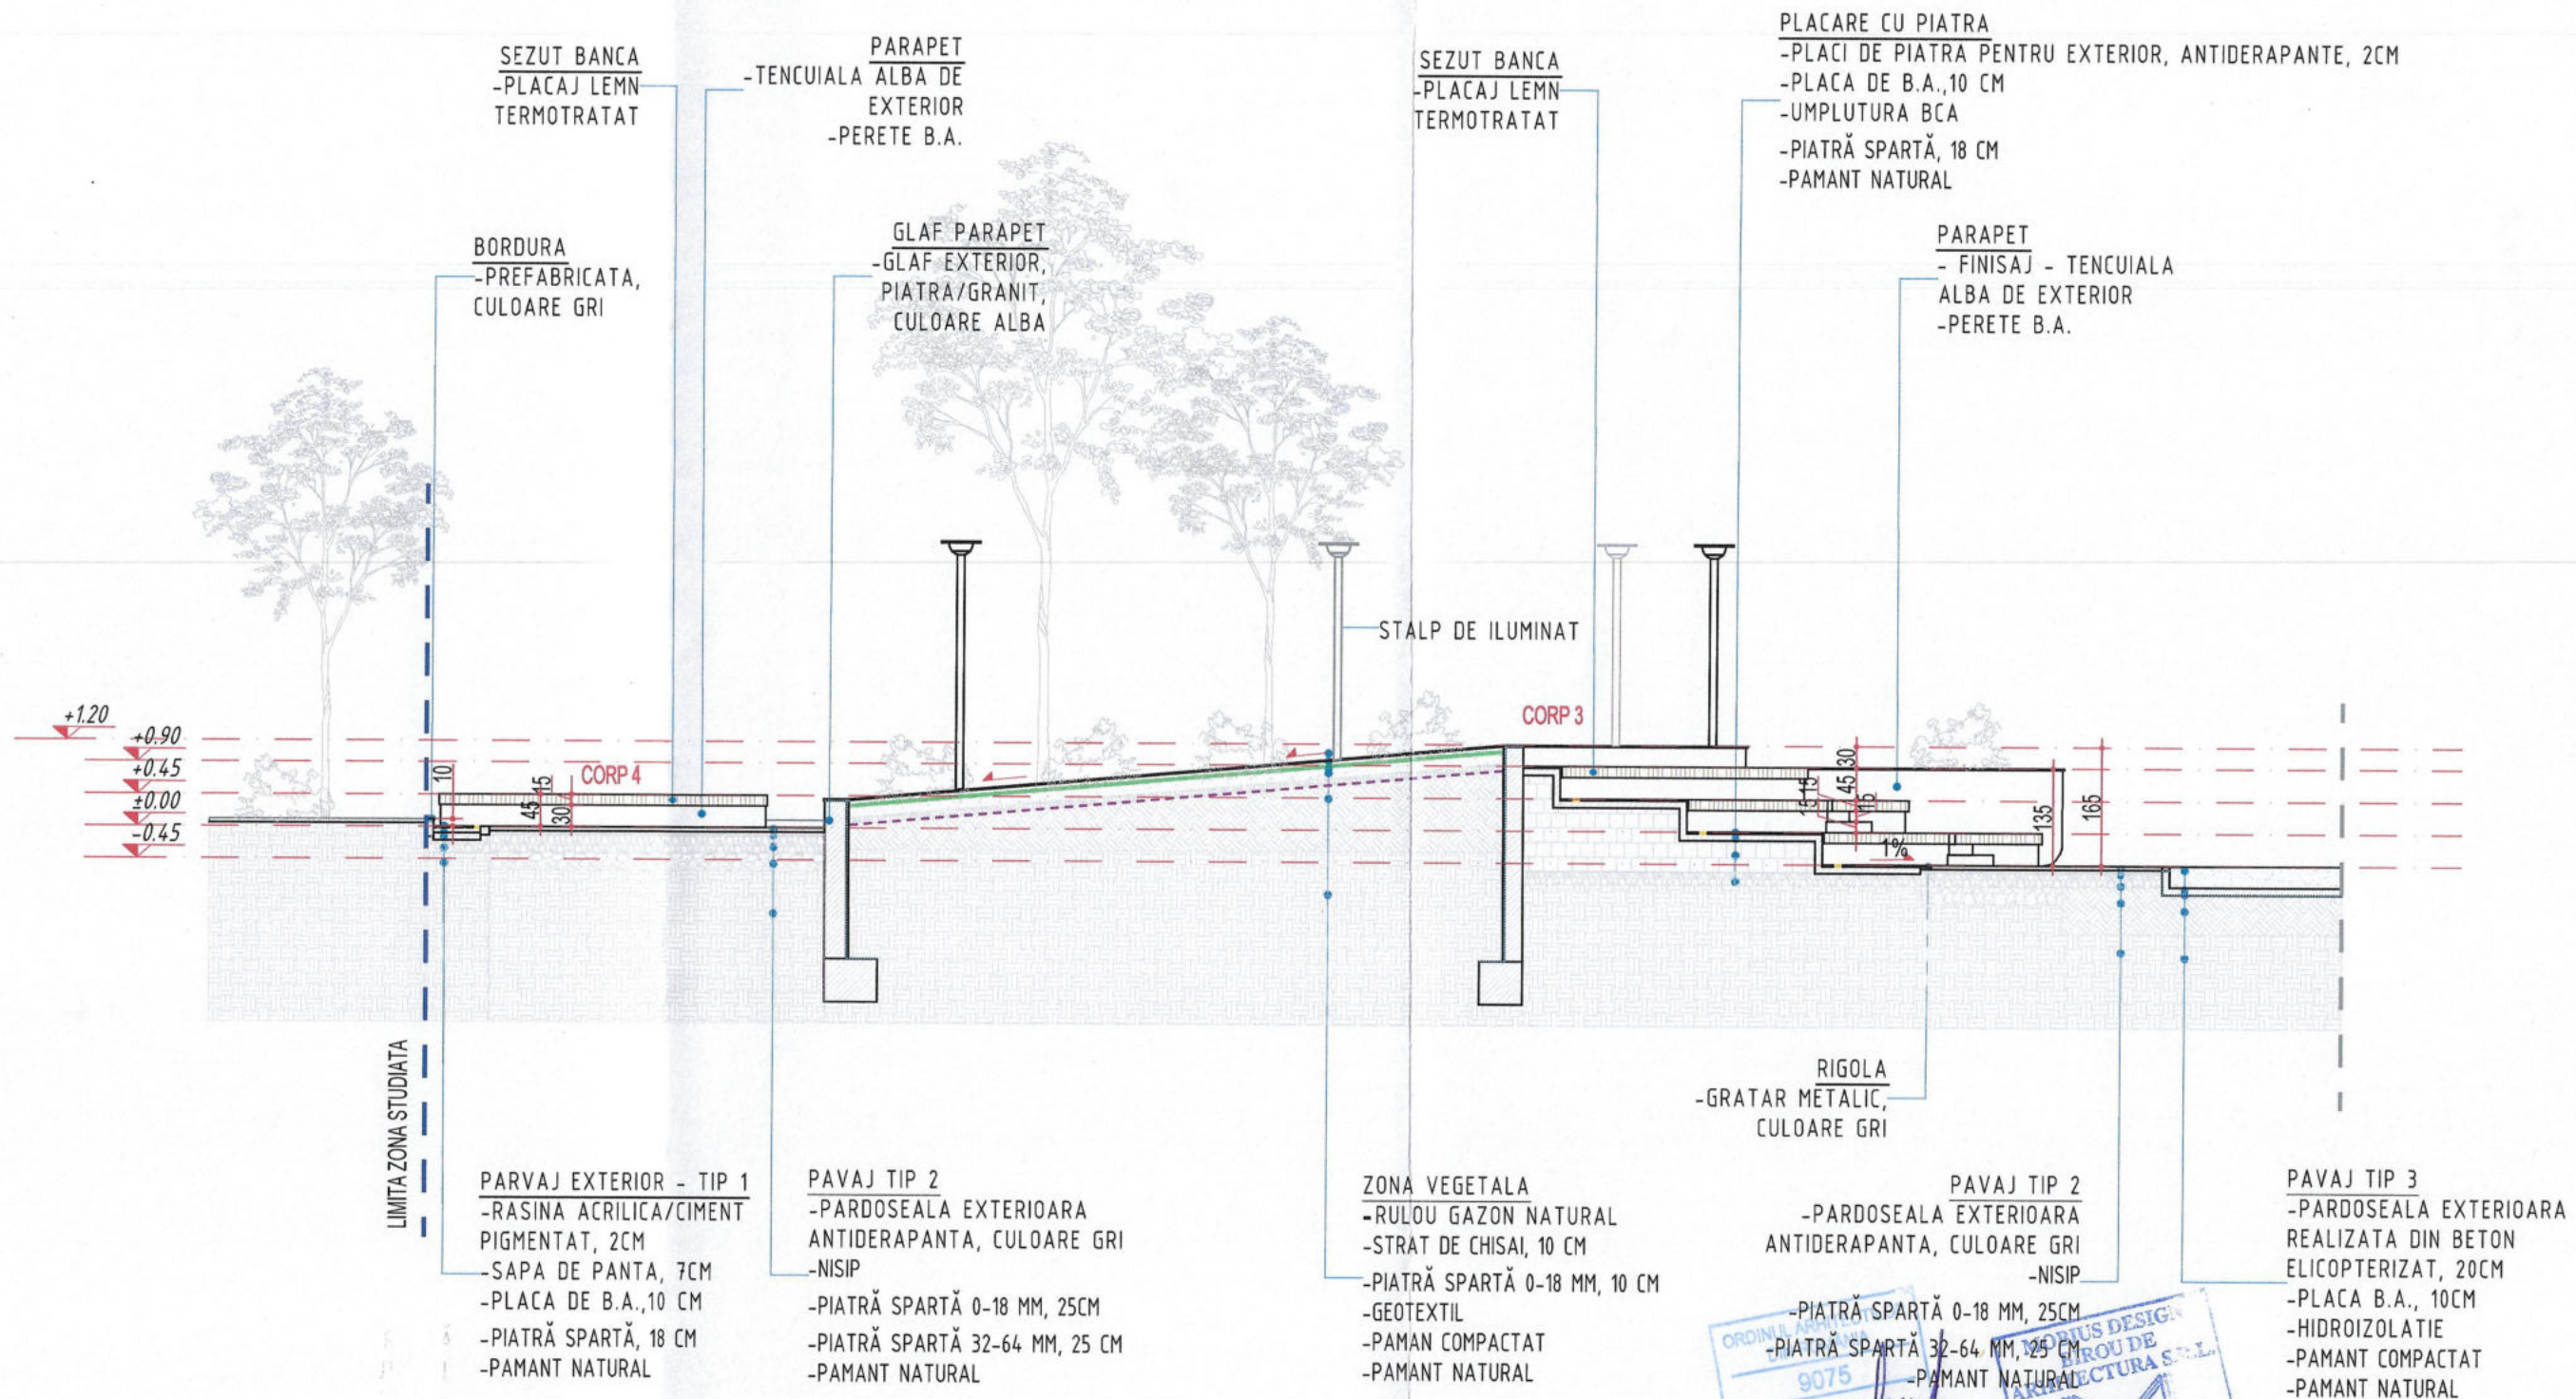 SEZUT BANCA
-PLACAJ LEMN
TERMOTRATAT
PARAPET
-TENCUIALA ALBA DE
EXTERIOR
-PERETE B.A.
SEZUT BANCA
-PLACAJ LEMN
TERMOTRATAT
PLACARE CU PIATRA
-PLACI DE PIATRA PENTRU EXTERIOR, ANTIDERAPANTE, 2CM
-PLACA DE B.A.,10 CM
-UMPLUTURA BCA
-PIATRĂ SPARTĂ, 18 CM
-PAMANT NATURAL
BORDURA
-PREFABRICATA,
CULOARE GRI
GLAF PARAPET
-GLAF EXTERIOR,
PIATRA/GRANIT,
CULOARE ALBA
PARAPET
- FINISAJ - TENCUIALA
ALBA DE EXTERIOR
-PERETE B.A.
STALP DE ILUMINAT
+1.20
+0.90
+0.45
±0.00
-0.45
10
45
15
30
CORP 4
CORP 3
30
45
15
15
15
135
165
1%
LIMITA ZONA STUDIATA
RIGOLA
-GRATAR METALIC,
CULOARE GRI
PARVAJ EXTERIOR - TIP 1
-RASINA ACRILICA/CIMENT
PIGMENTAT, 2CM
-SAPA DE PANTA, 7CM
-PLACA DE B.A.,10 CM
-PIATRĂ SPARTĂ, 18 CM
-PAMANT NATURAL
PAVAJ TIP 2
-PARDOSEALA EXTERIOARA
ANTIDERAPANTA, CULOARE GRI
-NISIP
-PIATRĂ SPARTĂ 0-18 MM, 25CM
-PIATRĂ SPARTĂ 32-64 MM, 25 CM
-PAMANT NATURAL
ZONA VEGETALA
-RULOU GAZON NATURAL
-STRAT DE CHISAI, 10 CM
-PIATRĂ SPARTĂ 0-18 MM, 10 CM
-GEOTEXTIL
-PAMAN COMPACTAT
-PAMANT NATURAL
PAVAJ TIP 2
-PARDOSEALA EXTERIOARA
ANTIDERAPANTA, CULOARE GRI
-NISIP
-PIATRĂ SPARTĂ 0-18 MM, 25CM
-PIATRĂ SPARTĂ 32-64 MM, 25 CM
-PAMANT NATURAL
PAVAJ TIP 3
-PARDOSEALA EXTERIOARA
REALIZATA DIN BETON
ELICOPTERIZAT, 20CM
-PLACA B.A., 10CM
-HIDROIZOLATIE
-PAMANT COMPACTAT
-PAMANT NATURAL
ORDINUL
9075
MOBIUS DESIGN
BIROU DE
ARHITECTURA S.R.L.